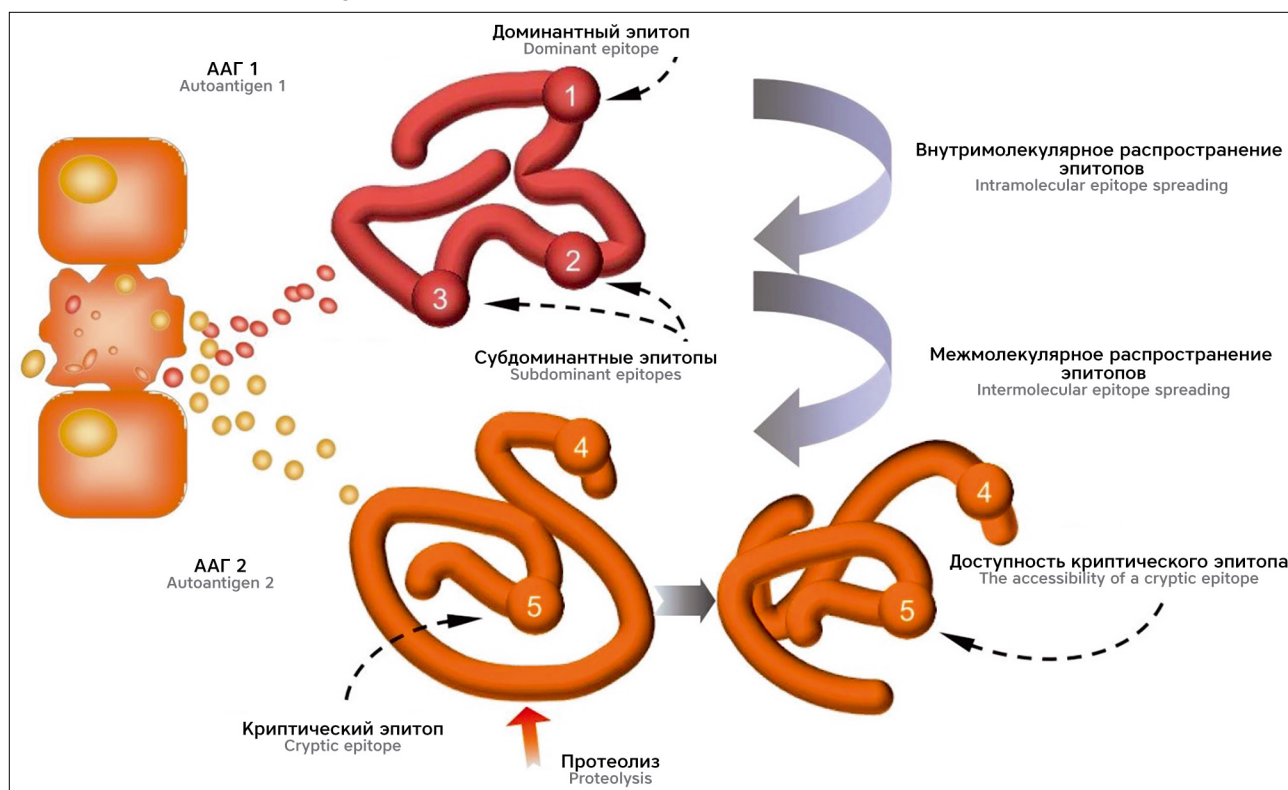 Доминантный эпитоп
Dominant epitope
ААГ 1
Autoantigen 1
1
Внутримолекулярное распространение
эпитопов
Intramolecular epitope spreading
2
3
Субдоминантные эпитопы
Subdominant epitopes
Межмолекулярное распространение
эпитопов
Intermolecular epitope spreading
4
4
ААГ 2
Autoantigen 2
5
5
Доступность криптического эпитопа
The accessibility of a cryptic epitope
Криптический эпитоп
Cryptic epitope
Протеолиз
Proteolysis